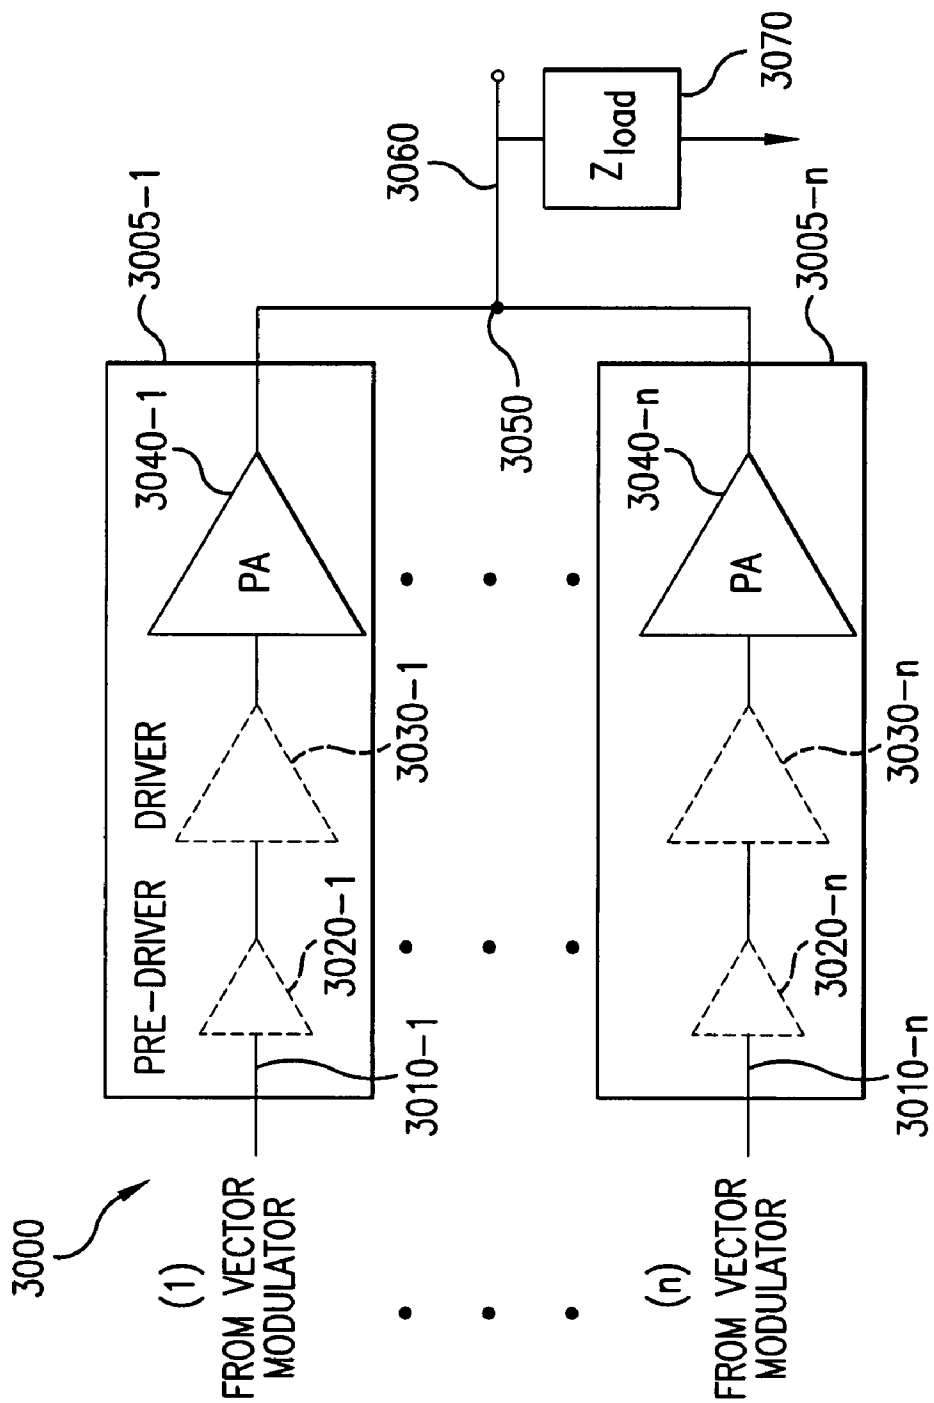 3000
(1)
FROM VECTOR
MODULATOR
3005-1
PRE-DRIVER
DRIVER
3010-1
3020-1
3030-1
PA
3040-1
3050
3060
Zload
3070
(n)
FROM VECTOR
MODULATOR
3005-n
3010-n
3020-n
3030-n
PA
3040-n